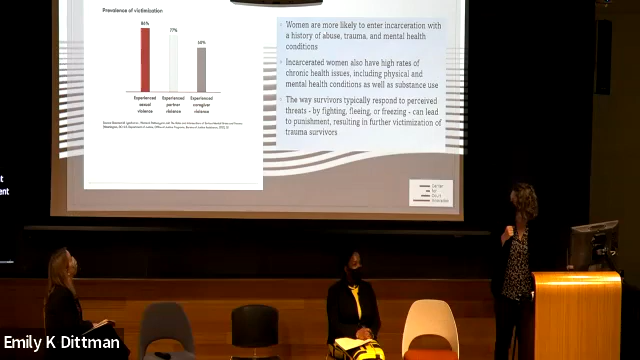 Prevalence of victimization
86%
77%
60%
Experienced
sexual
violence
Experienced
partner
violence
Experienced
caregiver
violence
Women are more likely to enter incarceration with
a history of abuse, trauma, and mental health
conditions
Incarcerated women also have high rates of
chronic health issues, including physical and
mental health conditions as well as substance use
The way survivors typically respond to perceived
threats - by fighting, fleeing, or freezing - can lead
to punishment, resulting in further victimization of
trauma survivors
Center
for
Court
Innovation
Emily K Dittman